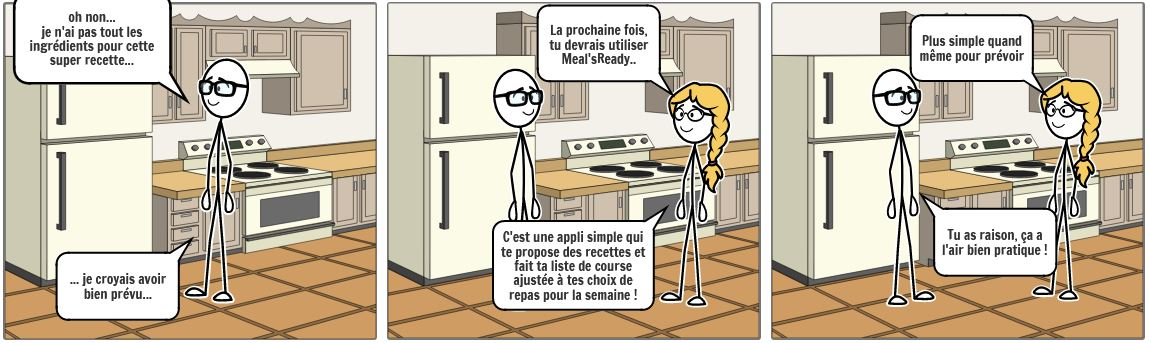 oh non...
je n'ai pas tout les
ingrédients pour cette
super recette...
... je croyais avoir
bien prévu...
La prochaine fois,
tu devrais utiliser
Meal'sReady..
C'est une appli simple qui
te propose des recettes et
fait ta liste de course
ajustée à tes choix de
repas pour la semaine !
Plus simple quand
même pour prévoir
Tu as raison, ça a
l'air bien pratique !